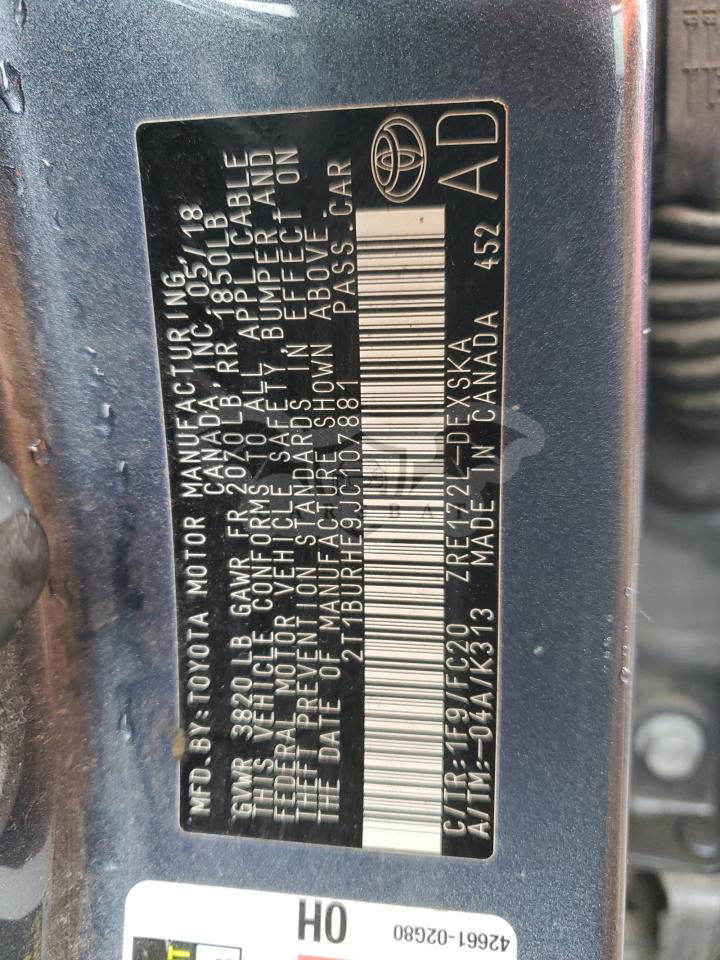 MFD.BY:TOYOTA MOTOR MANUFACTURING,
CANADA, INC. 05/18
GVWR 3820 LB GAWR FR 2070LB, RR 1850LB
THIS VEHICLE CONFORMS TO ALL APPLICABLE
FEDERAL MOTOR VEHICLE SAFETY, BUMPER AND
THEFT PREVENTION STANDARDS IN EFFECT ON
THE DATE OF MANUFACTURE SHOWN ABOVE.
2T1BURHE9JC107881 PASS.CAR
C/TR:1F9/FC20 ZRE172L-DEXSKA
A/TM:-04A/K313 MADE IN CANADA 452 AD
OH
42661-02G80